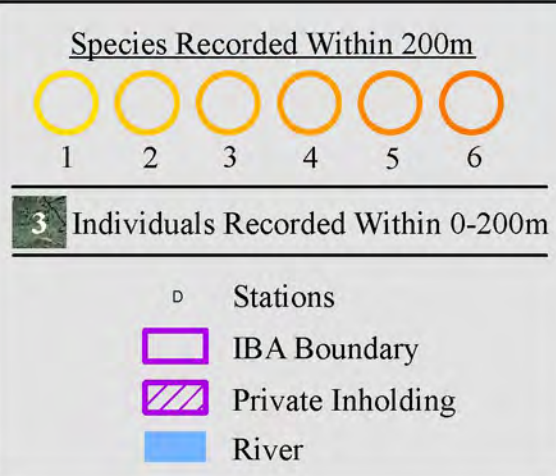 Species Recorded Within 200m
1 2 3 4 5 6
3 Individuals Recorded Within 0-200m
D Stations
IBA Boundary
Private Inholding
River